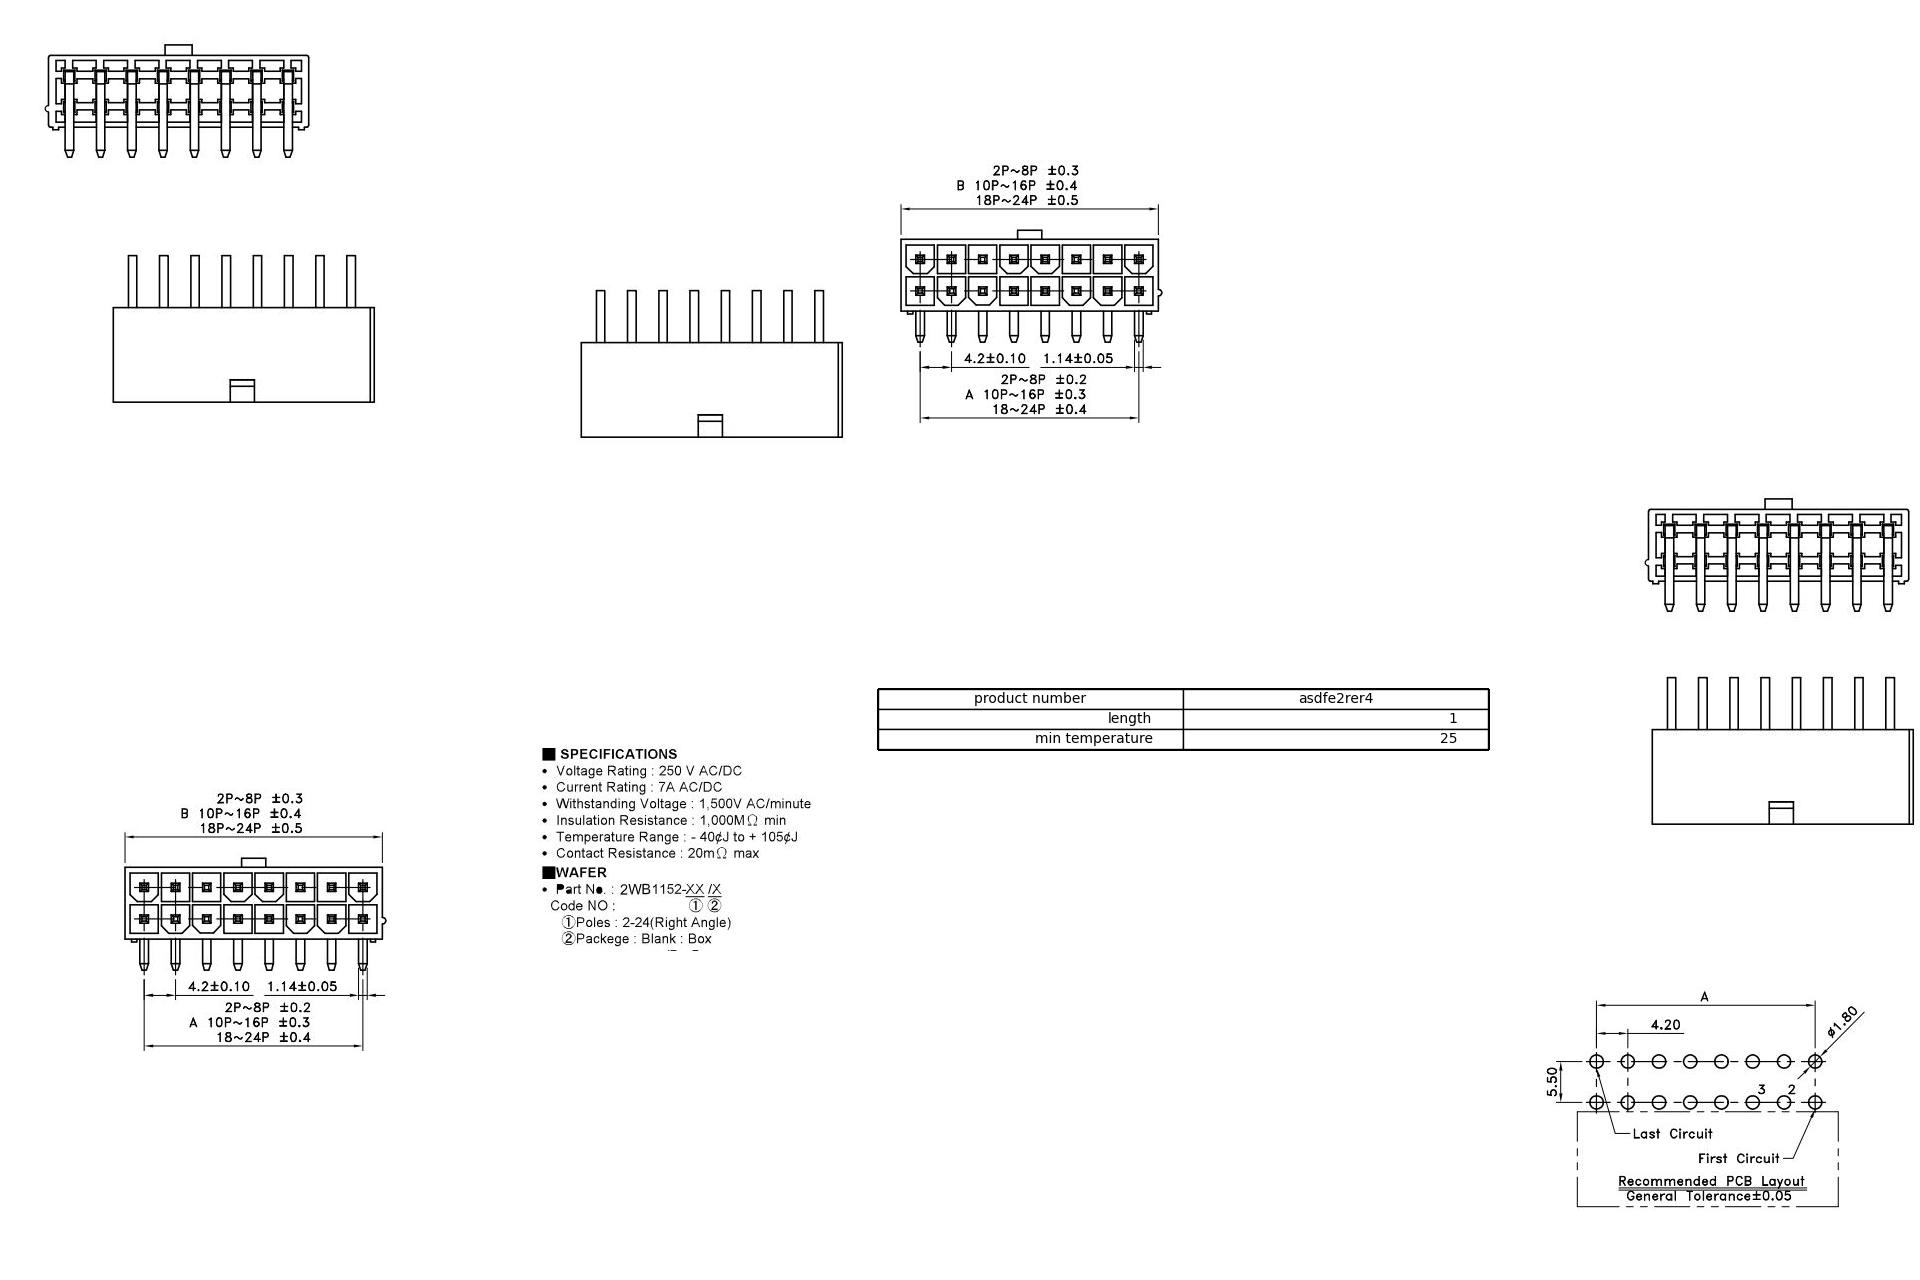 2P~8P ±0.3
B 10P~16P ±0.4
18P~24P ±0.5
4.2±0.10 1.14±0.05
2P~8P ±0.2
A 10P~16P ±0.3
18~24P ±0.4
product number asdfe2rer4
length 1
min temperature 25
■ SPECIFICATIONS
• Voltage Rating : 250 V AC/DC
• Current Rating : 7A AC/DC
• Withstanding Voltage : 1,500V AC/minute
• Insulation Resistance : 1,000MΩ min
• Temperature Range : - 40¢J to + 105¢J
• Contact Resistance : 20mΩ max
■WAFER
• Part No. : 2WB1152-XX /X
Code NO : ① ②
①Poles : 2-24(Right Angle)
②Packege : Blank : Box
2P~8P ±0.3
B 10P~16P ±0.4
18P~24P ±0.5
4.2±0.10 1.14±0.05
2P~8P ±0.2
A 10P~16P ±0.3
18~24P ±0.4
A
4.20
ø1.80
5.50
3 2
Last Circuit
First Circuit
Recommended PCB Layout
General Tolerance±0.05